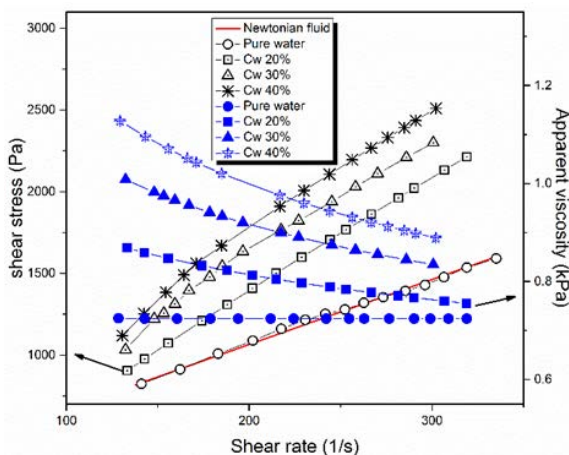 Newtonian fluid
Pure water
Cw 20%
Cw 30%
Cw 40%
Pure water
Cw 20%
Cw 30%
Cw 40%
3000
2500
2000
1500
1000
shear stress (Pa)
1.2
1.0
0.8
0.6
Apparent viscosity (kPa)
100
200
300
Shear rate (1/s)